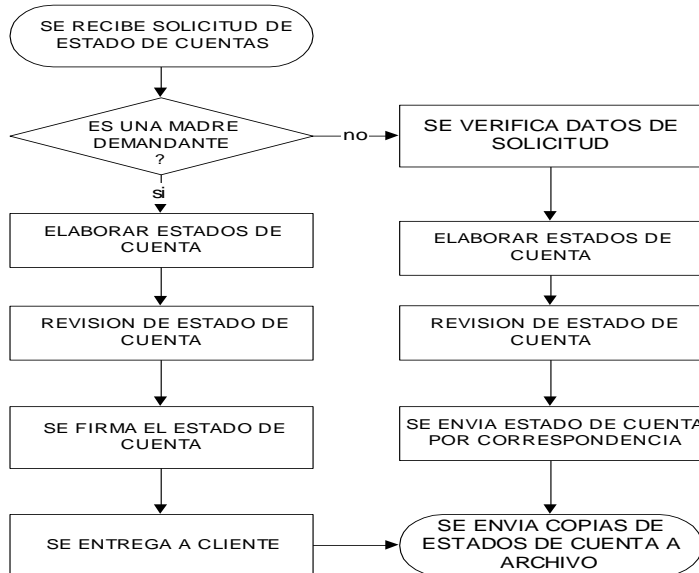 SE RECIBE SOLICITUD DE
ESTADO DE CUENTAS
ES UNA MADRE
DEMANDANTE
?
no
SE VERIFICA DATOS DE
SOLICITUD
si
ELABORAR ESTADOS DE
CUENTA
ELABORAR ESTADOS DE
CUENTA
REVISION DE ESTADO DE
CUENTA
REVISION DE ESTADO DE
CUENTA
SE FIRMA EL ESTADO DE
CUENTA
SE ENVIA ESTADO DE CUENTA
POR CORRESPONDENCIA
SE ENTREGA A CLIENTE
SE ENVIA COPIAS DE
ESTADOS DE CUENTA A
ARCHIVO